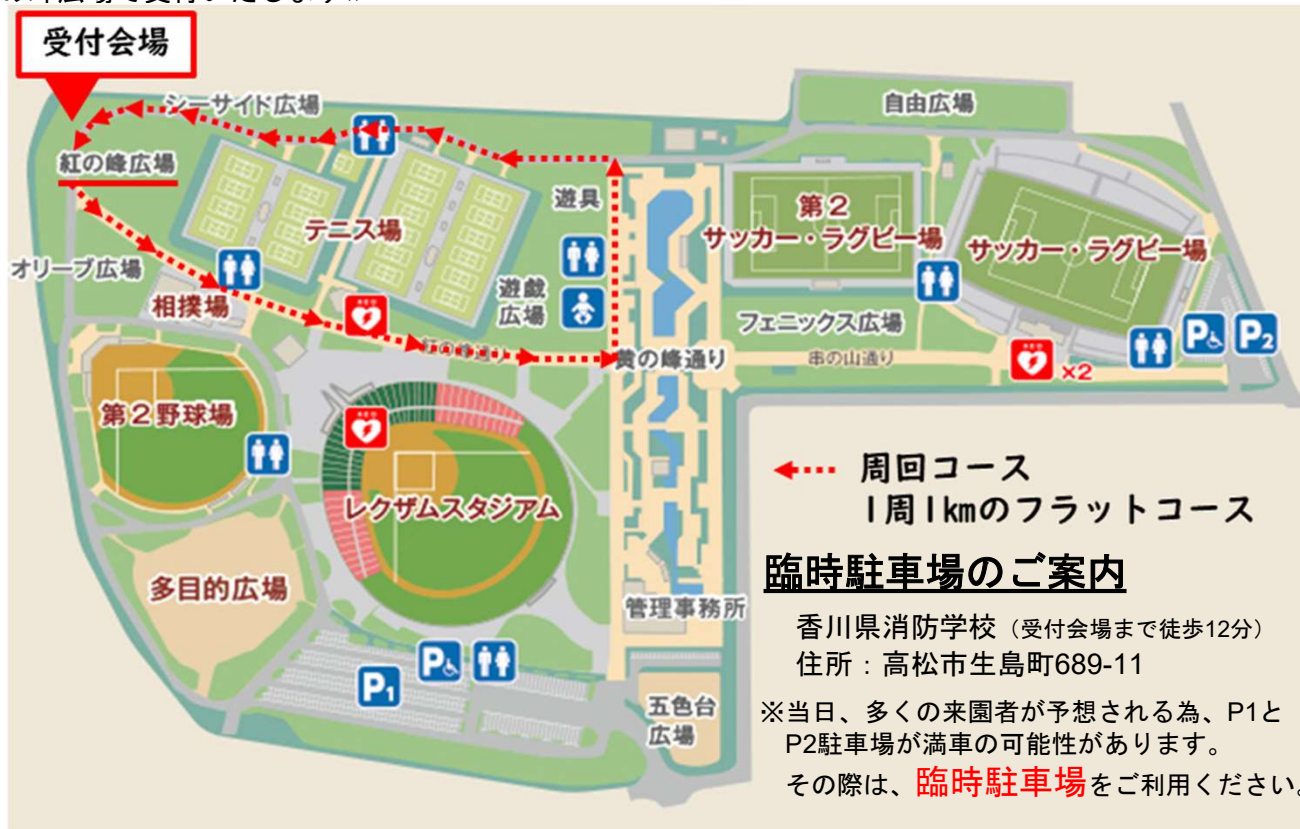 受付会場
シーサイド広場
自由広場
紅の峰広場
遊具
第2
サッカー・ラグビー場
サッカー・ラグビー場
テニス場
オリーブ広場
相撲場
遊戯
広場
AED
フェニックス広場
紅の峰通り
黄の峰通り
串の山通り
AED
×2
P
P2
第2野球場
AED
レクザムスタジアム
周回コース
1周1kmのフラットコース
多目的広場
臨時駐車場のご案内
管理事務所
香川県消防学校（受付会場まで徒歩12分）
住所：高松市生島町689-11
P1
P
五色台
広場
※当日、多くの来園者が予想される為、P1と
P2駐車場が満車の可能性があります。
その際は、臨時駐車場をご利用ください。